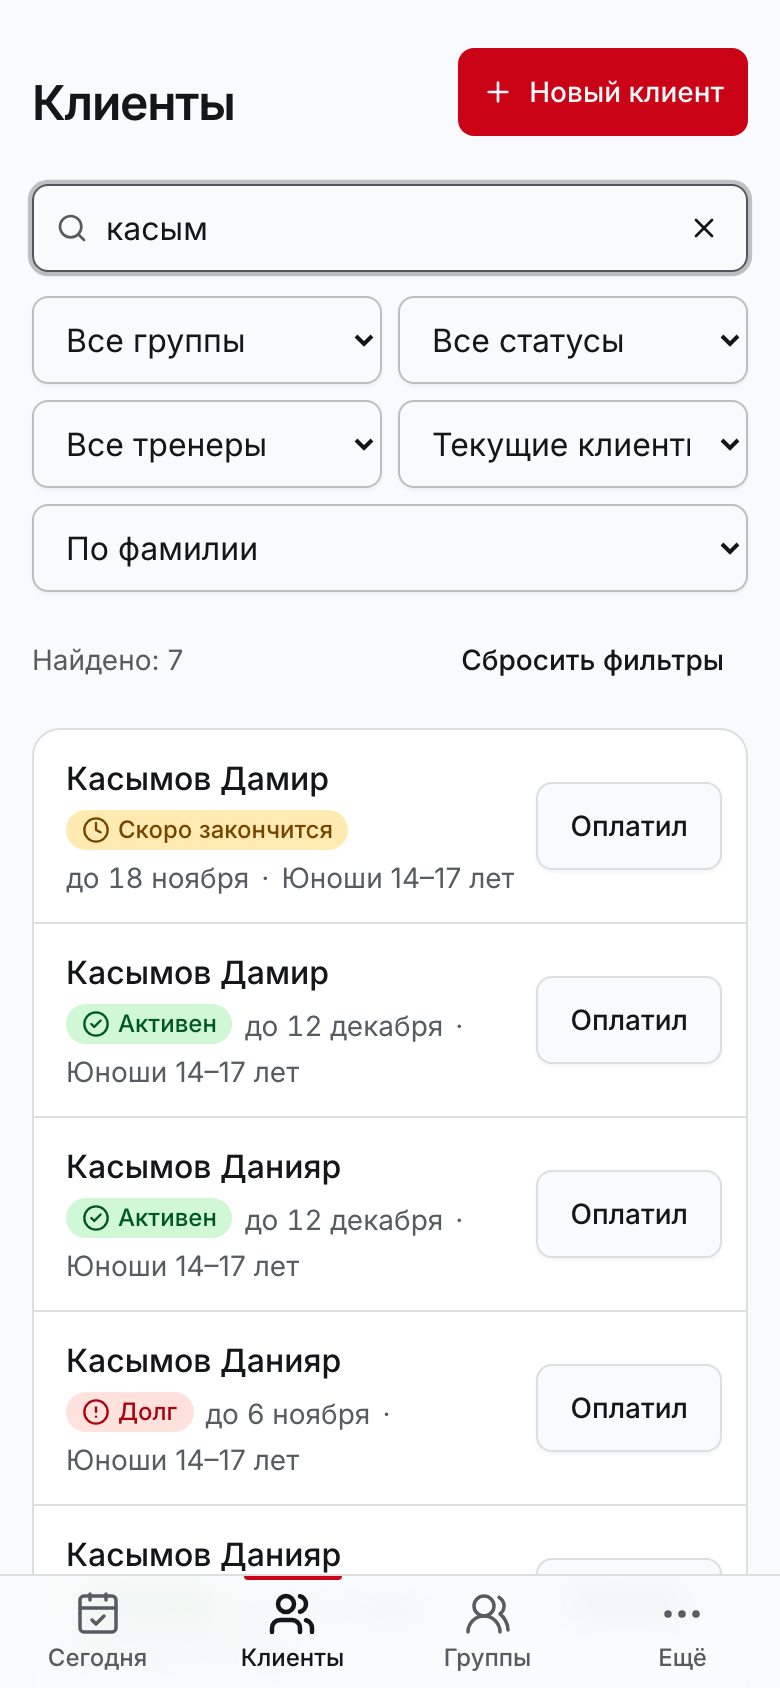 Клиенты
Новый клиент
касым
Все группы
Все статусы
Все тренеры
Текущие клиенты
По фамилии
Найдено: 7
Сбросить фильтры
Касымов Дамир
Скоро закончится
до 18 ноября · Юноши 14–17 лет
Оплатил
Касымов Дамир
Активен до 12 декабря ·
Юноши 14–17 лет
Оплатил
Касымов Данияр
Активен до 12 декабря ·
Юноши 14–17 лет
Оплатил
Касымов Данияр
Долг до 6 ноября ·
Юноши 14–17 лет
Оплатил
Касымов Данияр
Сегодня
Клиенты
Группы
Ещё